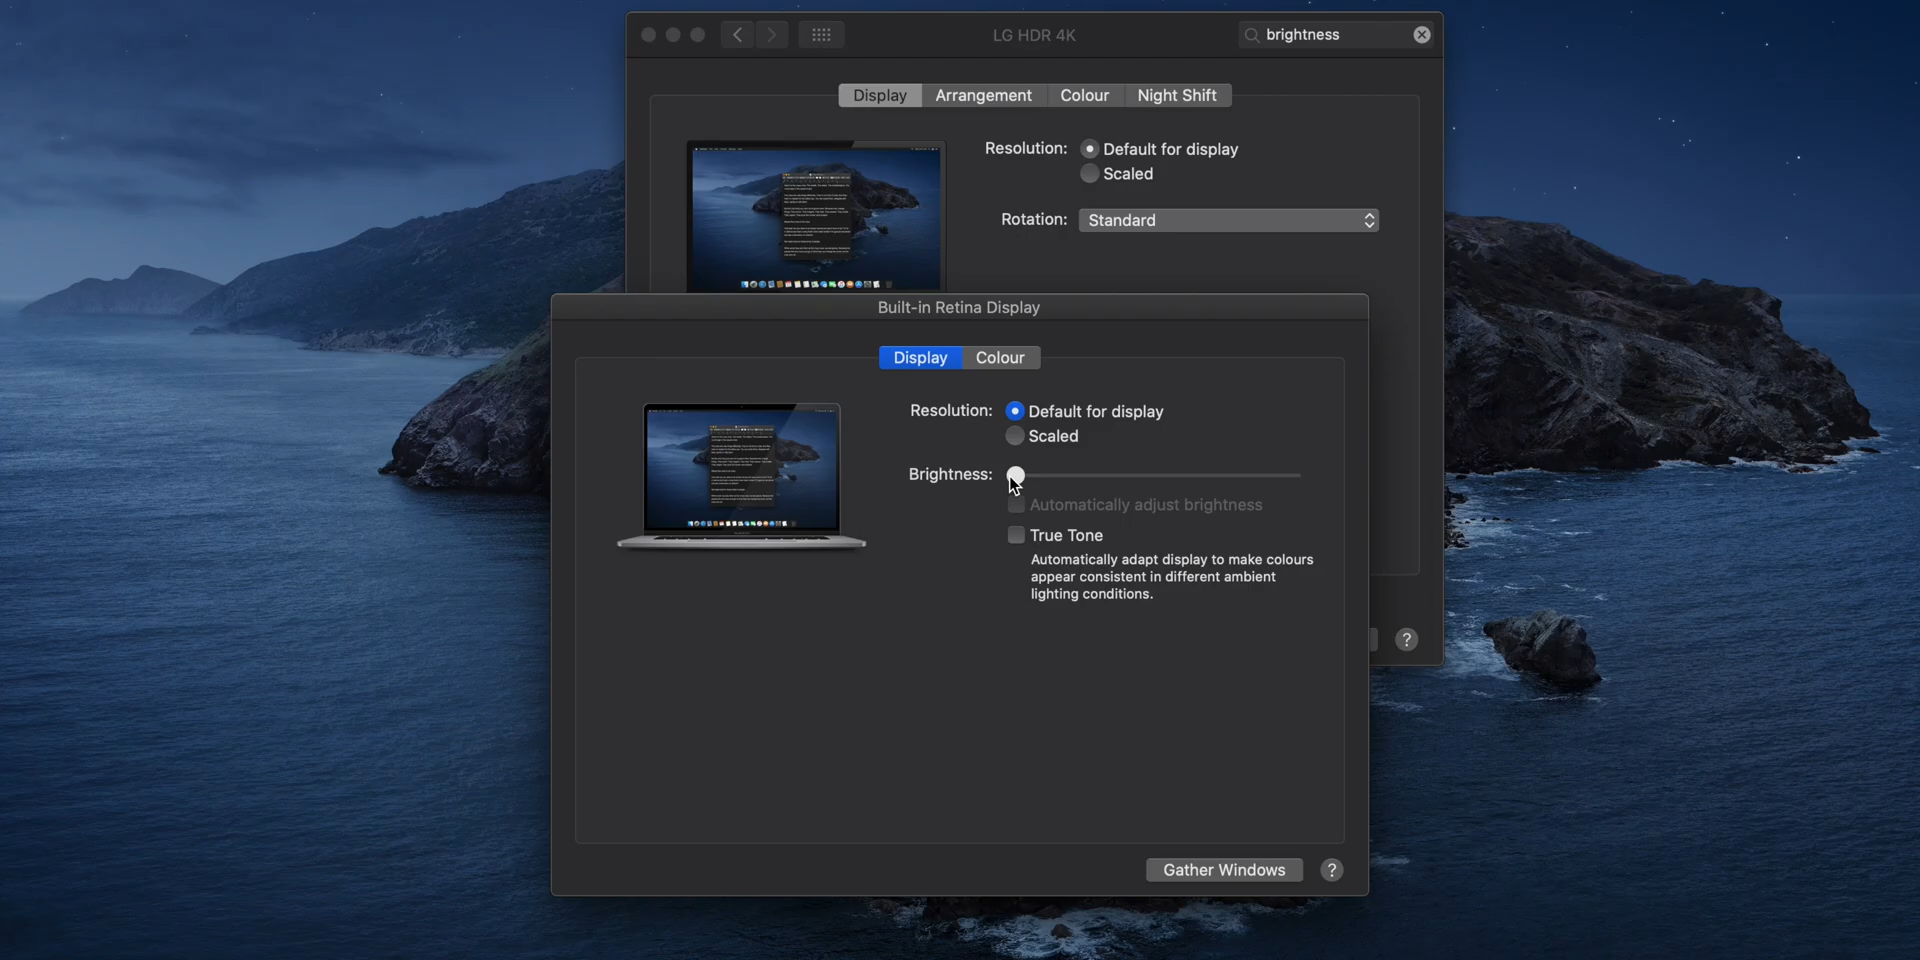 LG HDR 4K
brightness
Display Arrangement Colour Night Shift
Resolution: Default for display
Scaled
Rotation: Standard
?
Built-in Retina Display
Display Colour
Resolution: Default for display
Scaled
Brightness:
Automatically adjust brightness
True Tone
Automatically adapt display to make colours
appear consistent in different ambient
lighting conditions.
Gather Windows ?